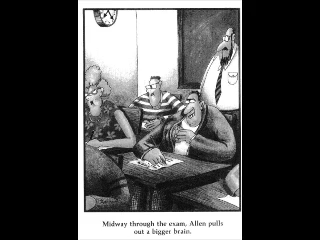 Midway through the exam, Allen pulls
out a bigger brain.